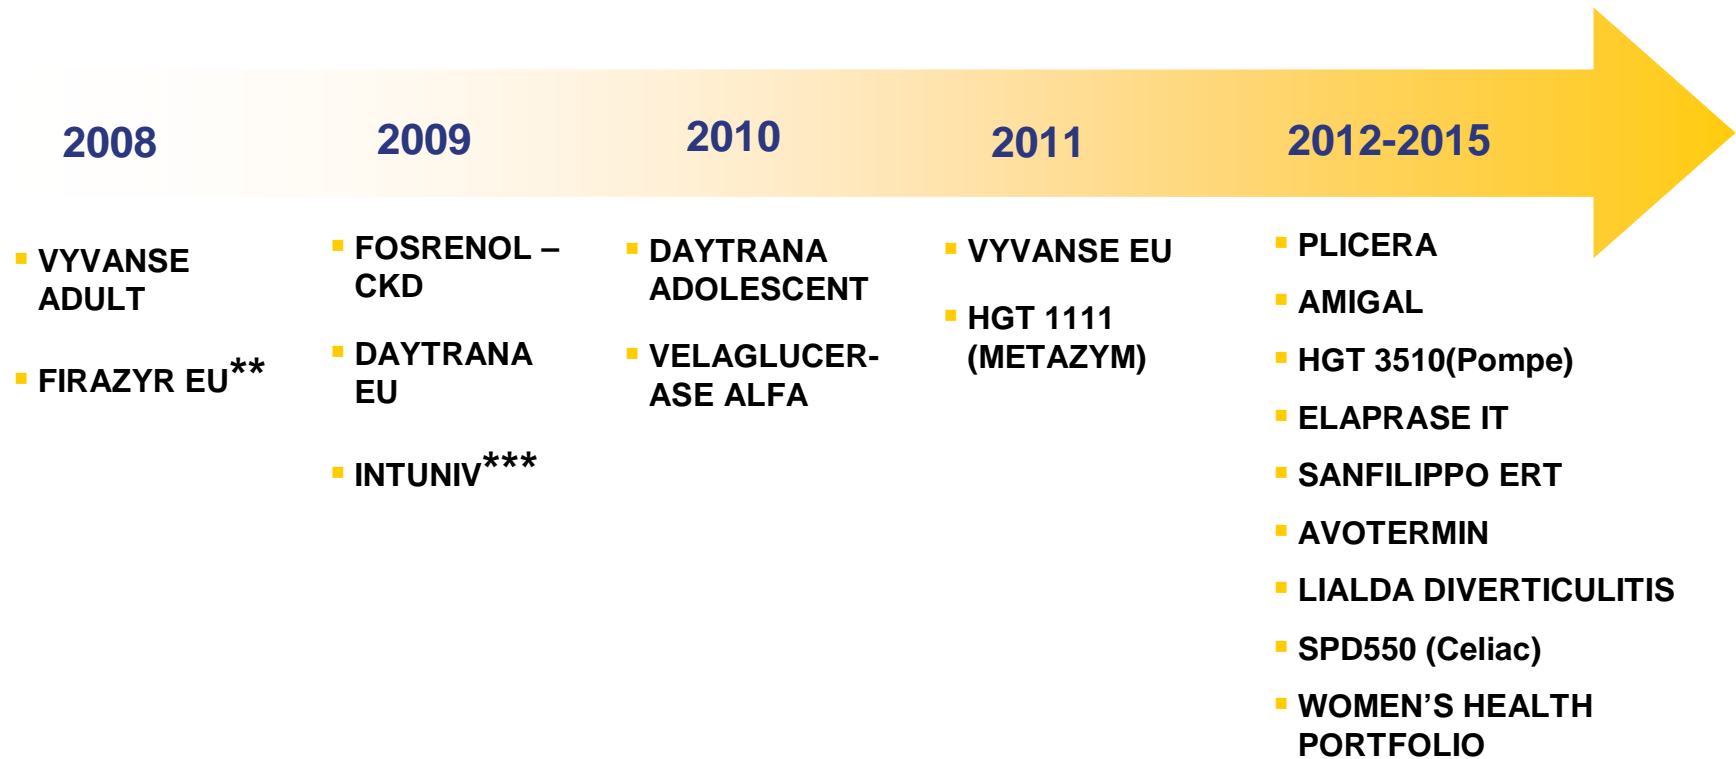 2008
2009
2010
2011
2012-2015
VYVANSE
ADULT
FIRAZYR EU**
FOSRENOL –
CKD
DAYTRANA
EU
INTUNIV***
DAYTRANA
ADOLESCENT
VELAGLUCER-
ASE ALFA
VYVANSE EU
HGT 1111
(METAZYM)
PLICERA
AMIGAL
HGT 3510(Pompe)
ELAPRASE IT
SANFILIPPO ERT
AVOTERMIN
LIALDA DIVERTICULITIS
SPD550 (Celiac)
WOMEN’S HEALTH
PORTFOLIO